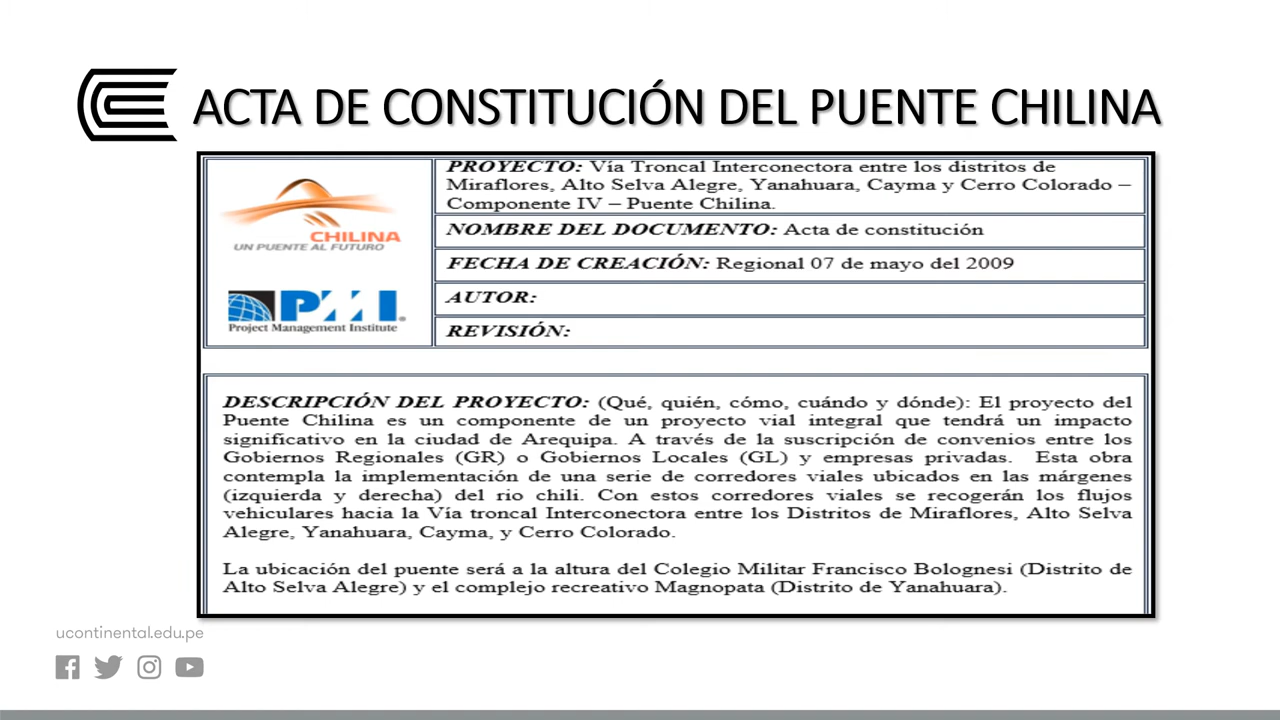 ACTA DE CONSTITUCIÓN DEL PUENTE CHILINA
CHILINA
UN PUENTE AL FUTURO
PMI
Project Management Institute
PROYECTO: Vía Troncal Interconectora entre los distritos de
Miraflores, Alto Selva Alegre, Yanahuara, Cayma y Cerro Colorado –
Componente IV – Puente Chilina.
NOMBRE DEL DOCUMENTO: Acta de constitución
FECHA DE CREACIÓN: Regional 07 de mayo del 2009
AUTOR:
REVISIÓN:
DESCRIPCIÓN DEL PROYECTO: (Qué, quién, cómo, cuándo y dónde): El proyecto del
Puente Chilina es un componente de un proyecto vial integral que tendrá un impacto
significativo en la ciudad de Arequipa. A través de la suscripción de convenios entre los
Gobiernos Regionales (GR) o Gobiernos Locales (GL) y empresas privadas. Esta obra
contempla la implementación de una serie de corredores viales ubicados en las márgenes
(izquierda y derecha) del rio chili. Con estos corredores viales se recogerán los flujos
vehiculares hacia la Vía troncal Interconectora entre los Distritos de Miraflores, Alto Selva
Alegre, Yanahuara, Cayma, y Cerro Colorado.
La ubicación del puente será a la altura del Colegio Militar Francisco Bolognesi (Distrito de
Alto Selva Alegre) y el complejo recreativo Magnopata (Distrito de Yanahuara).
ucontinental.edu.pe